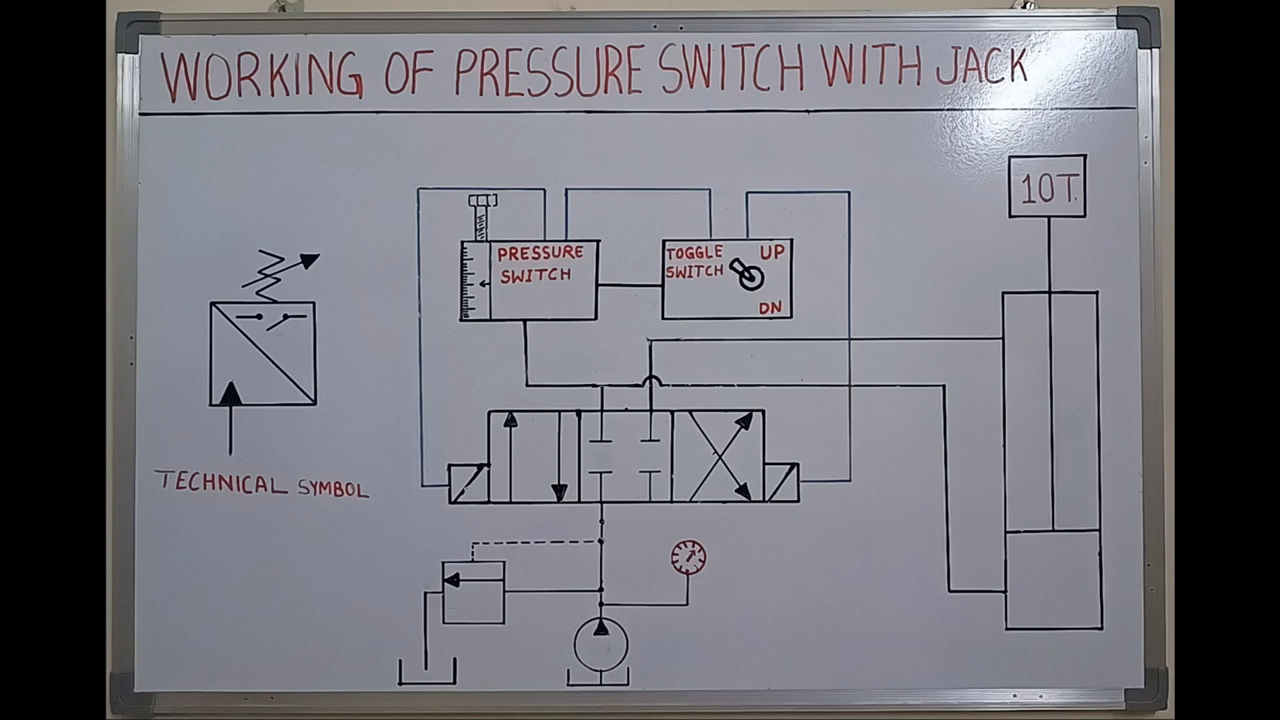 WORKING OF PRESSURE SWITCH WITH JACK
10T.
PRESSURE
SWITCH
TOGGLE
SWITCH
UP
DN
TECHNICAL SYMBOL